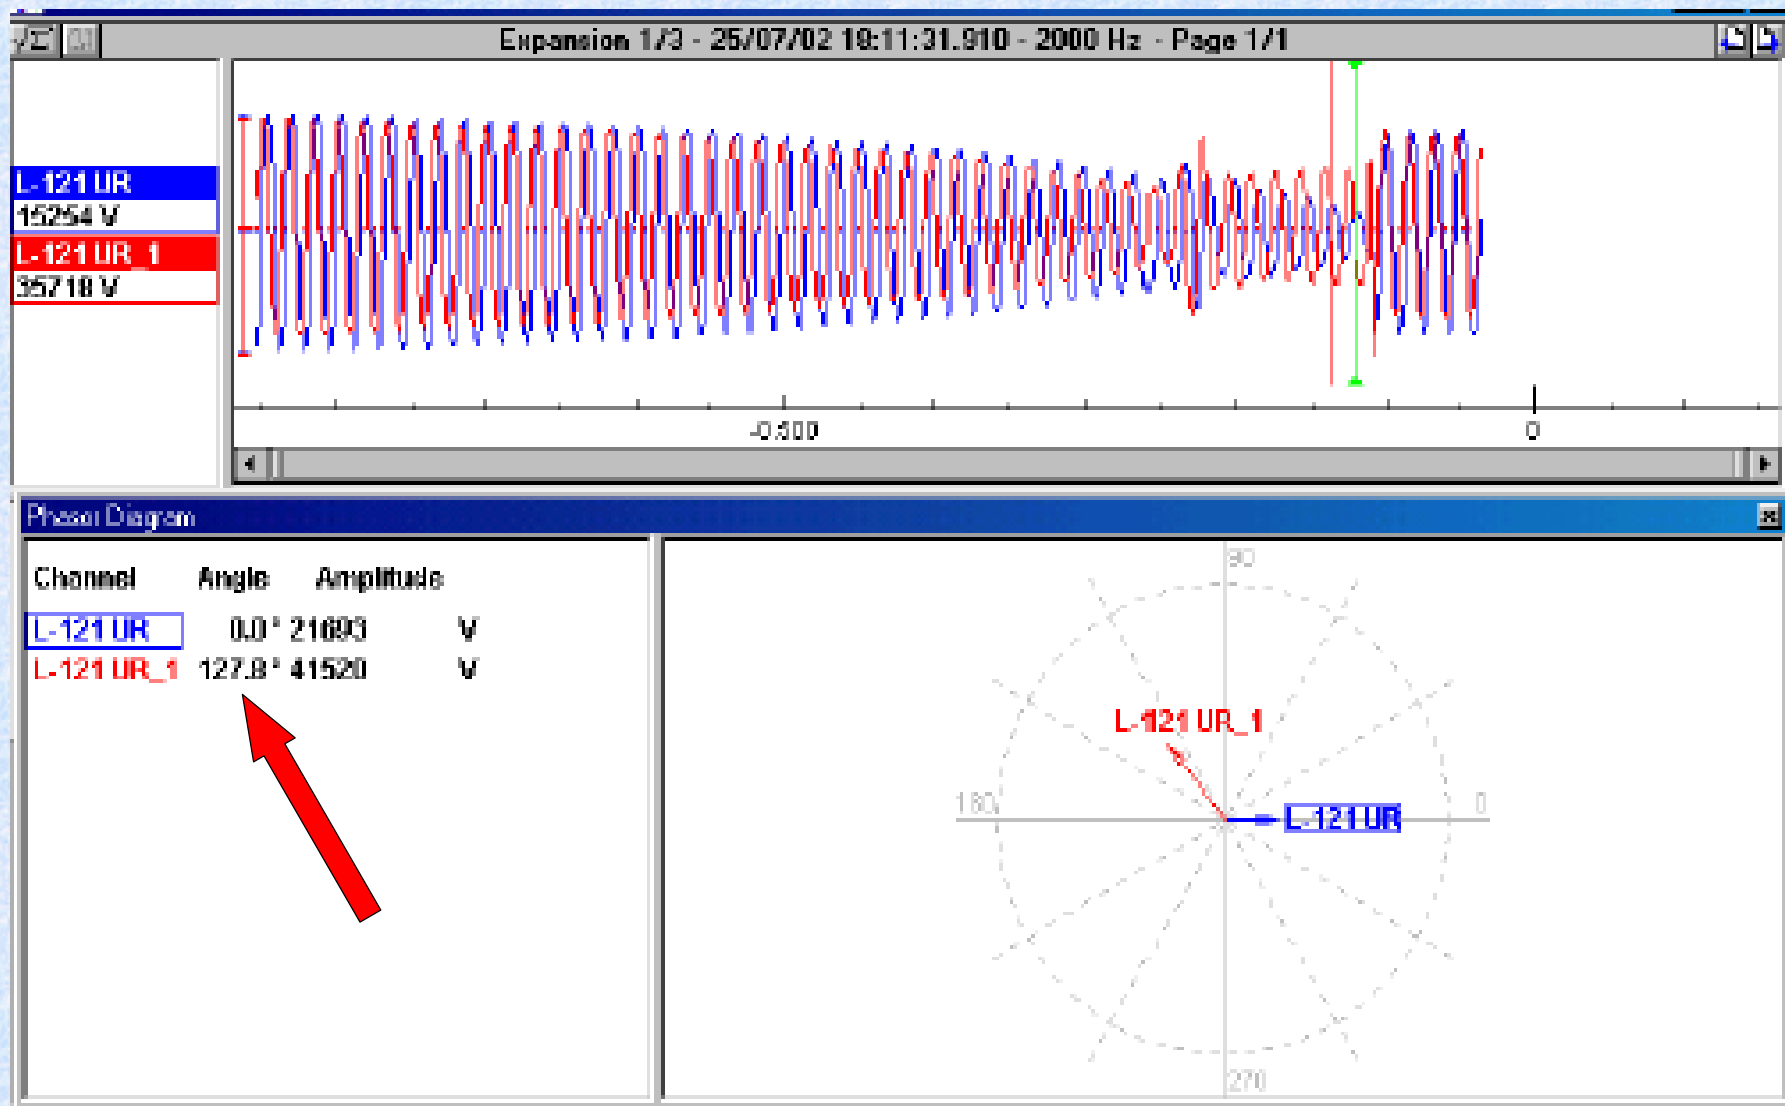 Expansion 1/3 - 25/07/02 19:11:31.910 - 2000 Hz - Page 1/1
L-121 UR
15254 V
L-121 UR_1
35718 V
-0.500
0
Phasor Diagram
Channel Angle Amplitude
L-121 UR 0.0° 21693 V
L-121 UR_1 127.8° 41520 V
90
L-121 UR_1
180
0
L-121 UR
270